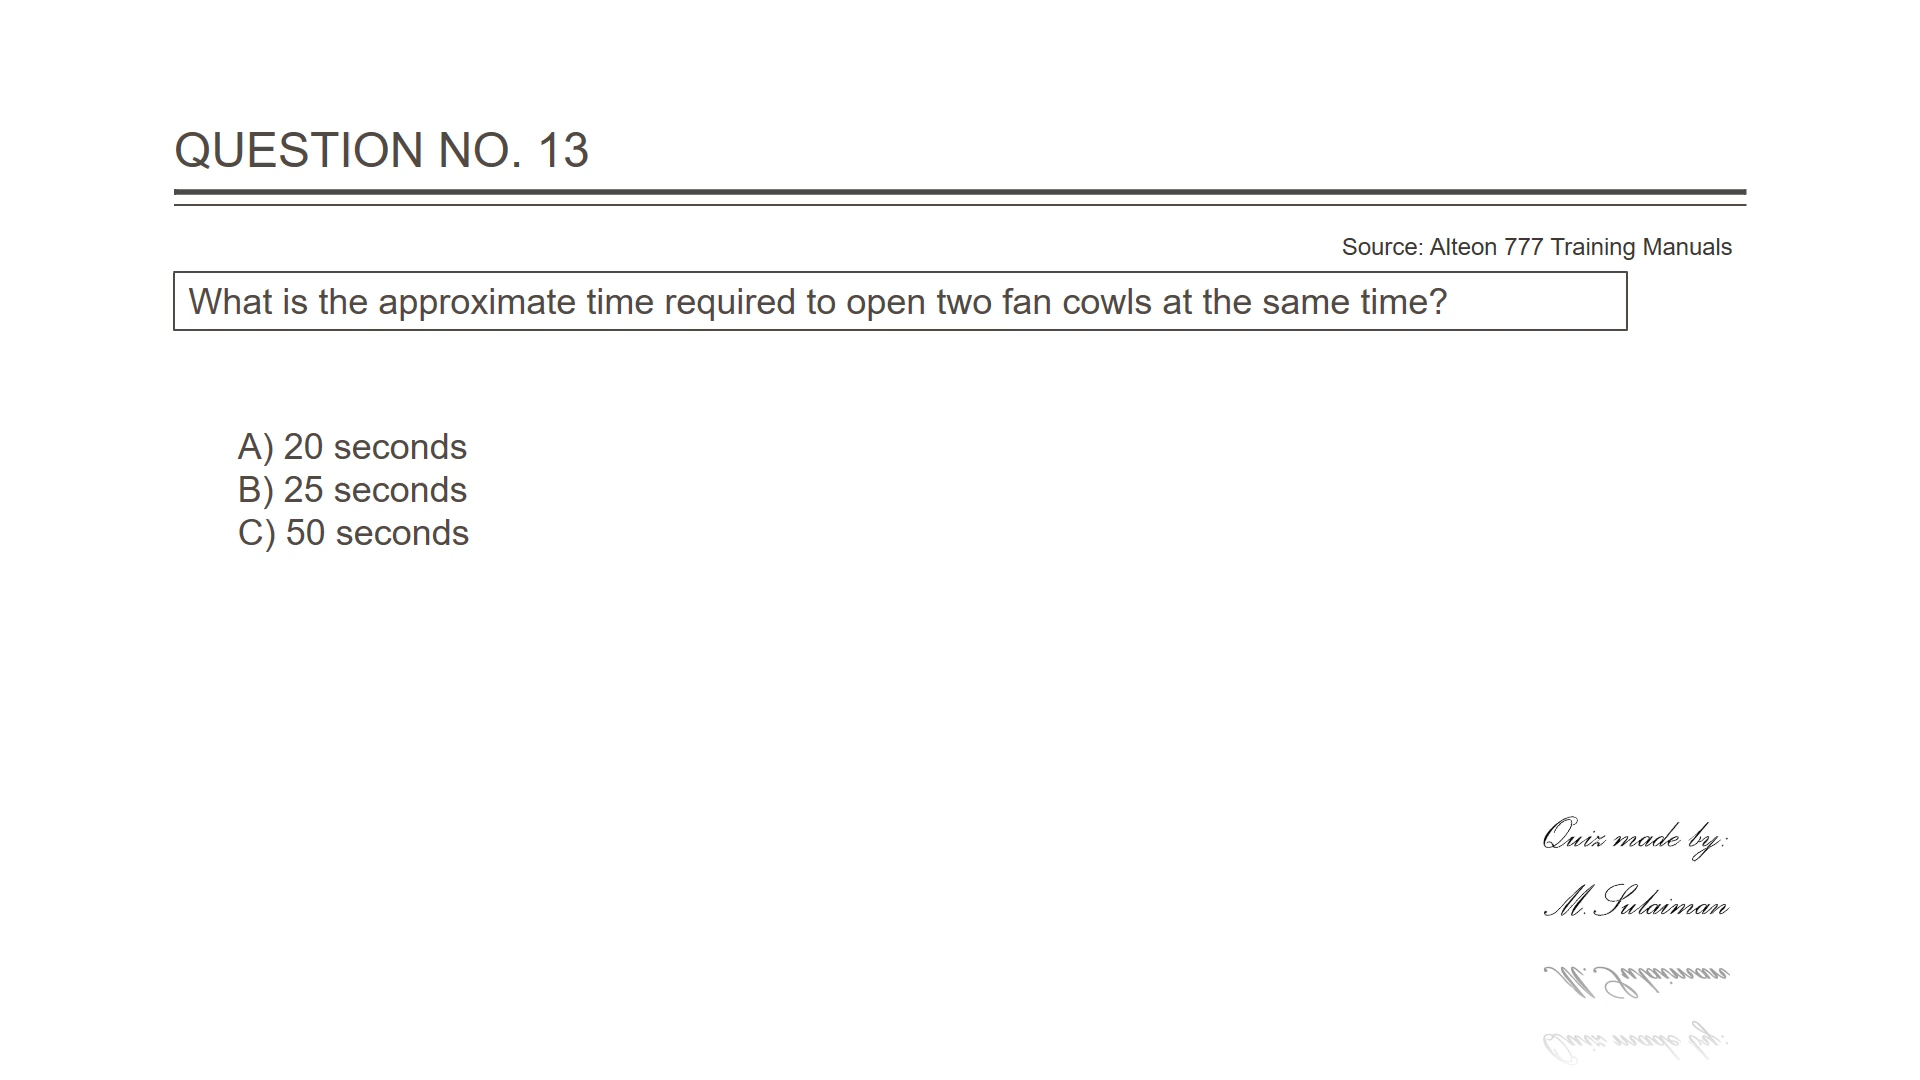 QUESTION NO. 13
Source: Alteon 777 Training Manuals
What is the approximate time required to open two fan cowls at the same time?
A) 20 seconds
B) 25 seconds
C) 50 seconds
Quiz made by:
M. Sulaiman